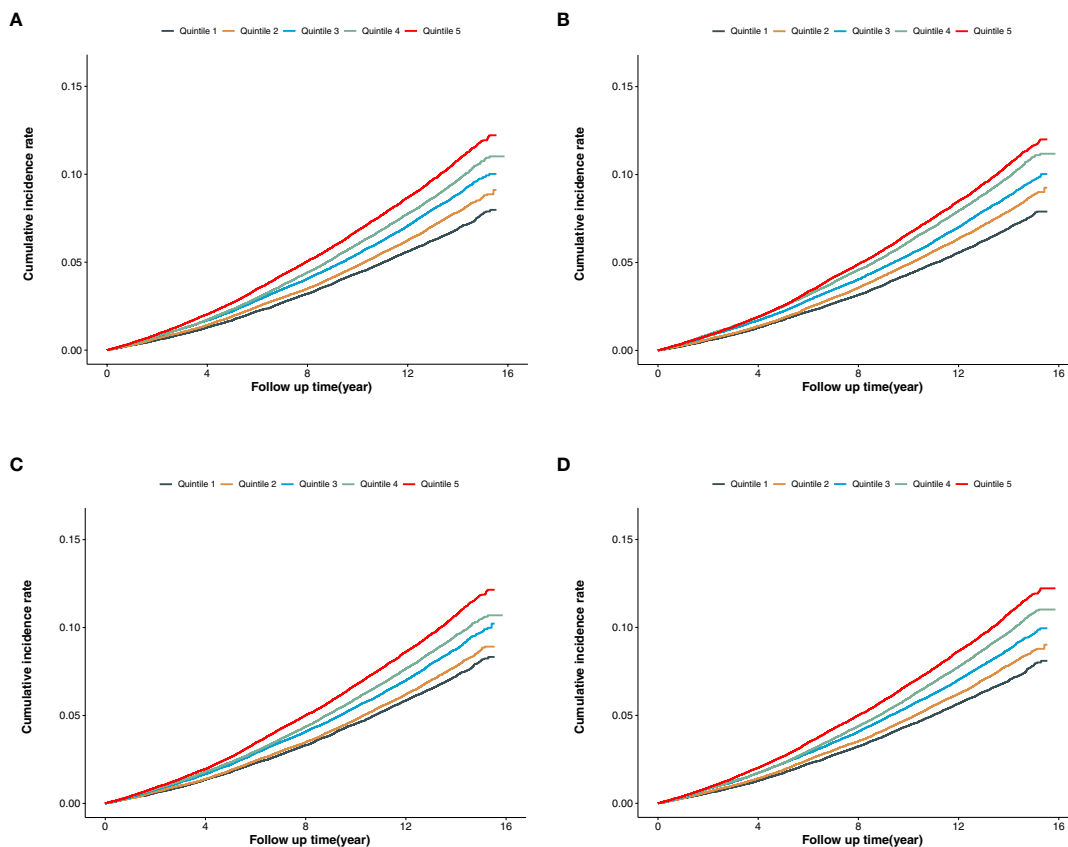 A
Quintile 1 Quintile 2 Quintile 3 Quintile 4 Quintile 5
Cumulative incidence rate
0.15
0.10
0.05
0.00
0 4 8 12 16
Follow up time(year)
B
Quintile 1 Quintile 2 Quintile 3 Quintile 4 Quintile 5
Cumulative incidence rate
0.15
0.10
0.05
0.00
0 4 8 12 16
Follow up time(year)
C
Quintile 1 Quintile 2 Quintile 3 Quintile 4 Quintile 5
Cumulative incidence rate
0.15
0.10
0.05
0.00
0 4 8 12 16
Follow up time(year)
D
Quintile 1 Quintile 2 Quintile 3 Quintile 4 Quintile 5
Cumulative incidence rate
0.15
0.10
0.05
0.00
0 4 8 12 16
Follow up time(year)